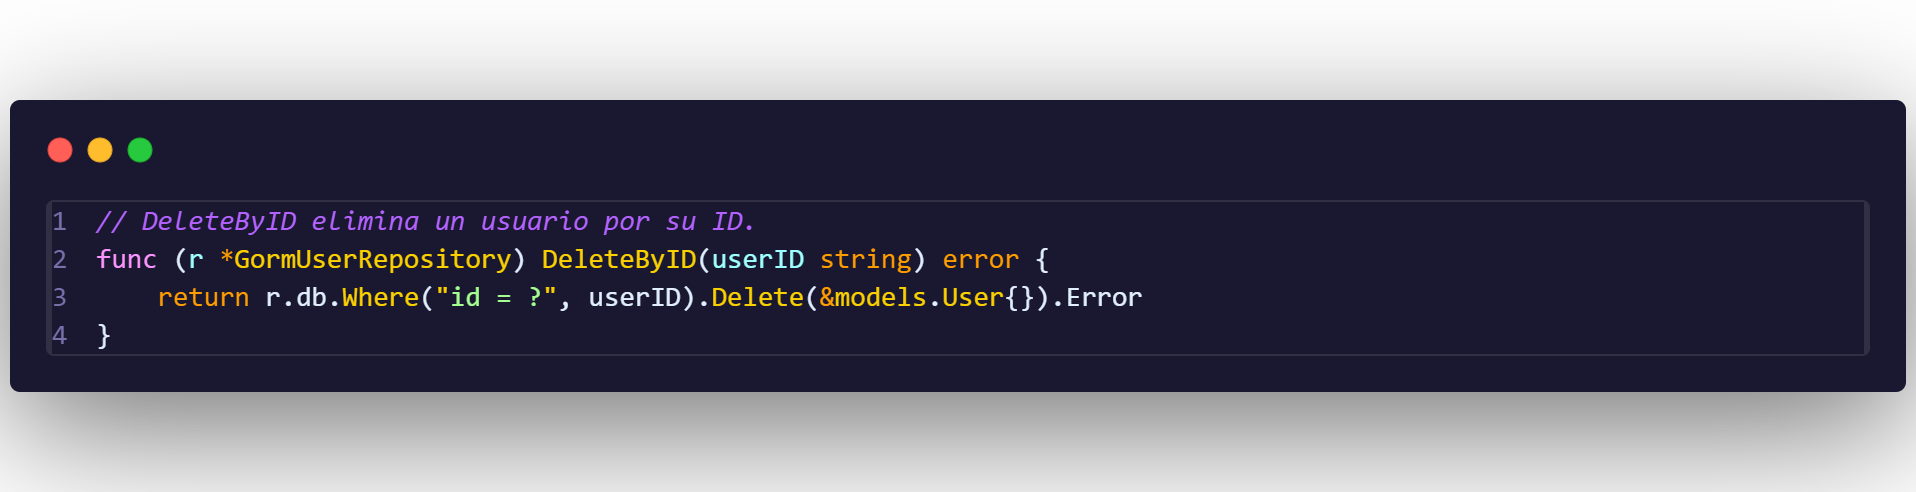 1 // DeleteByID elimina un usuario por su ID.
2 func (r *GormUserRepository) DeleteByID(userID string) error {
3     return r.db.Where("id = ?", userID).Delete(&models.User{}).Error
4 }